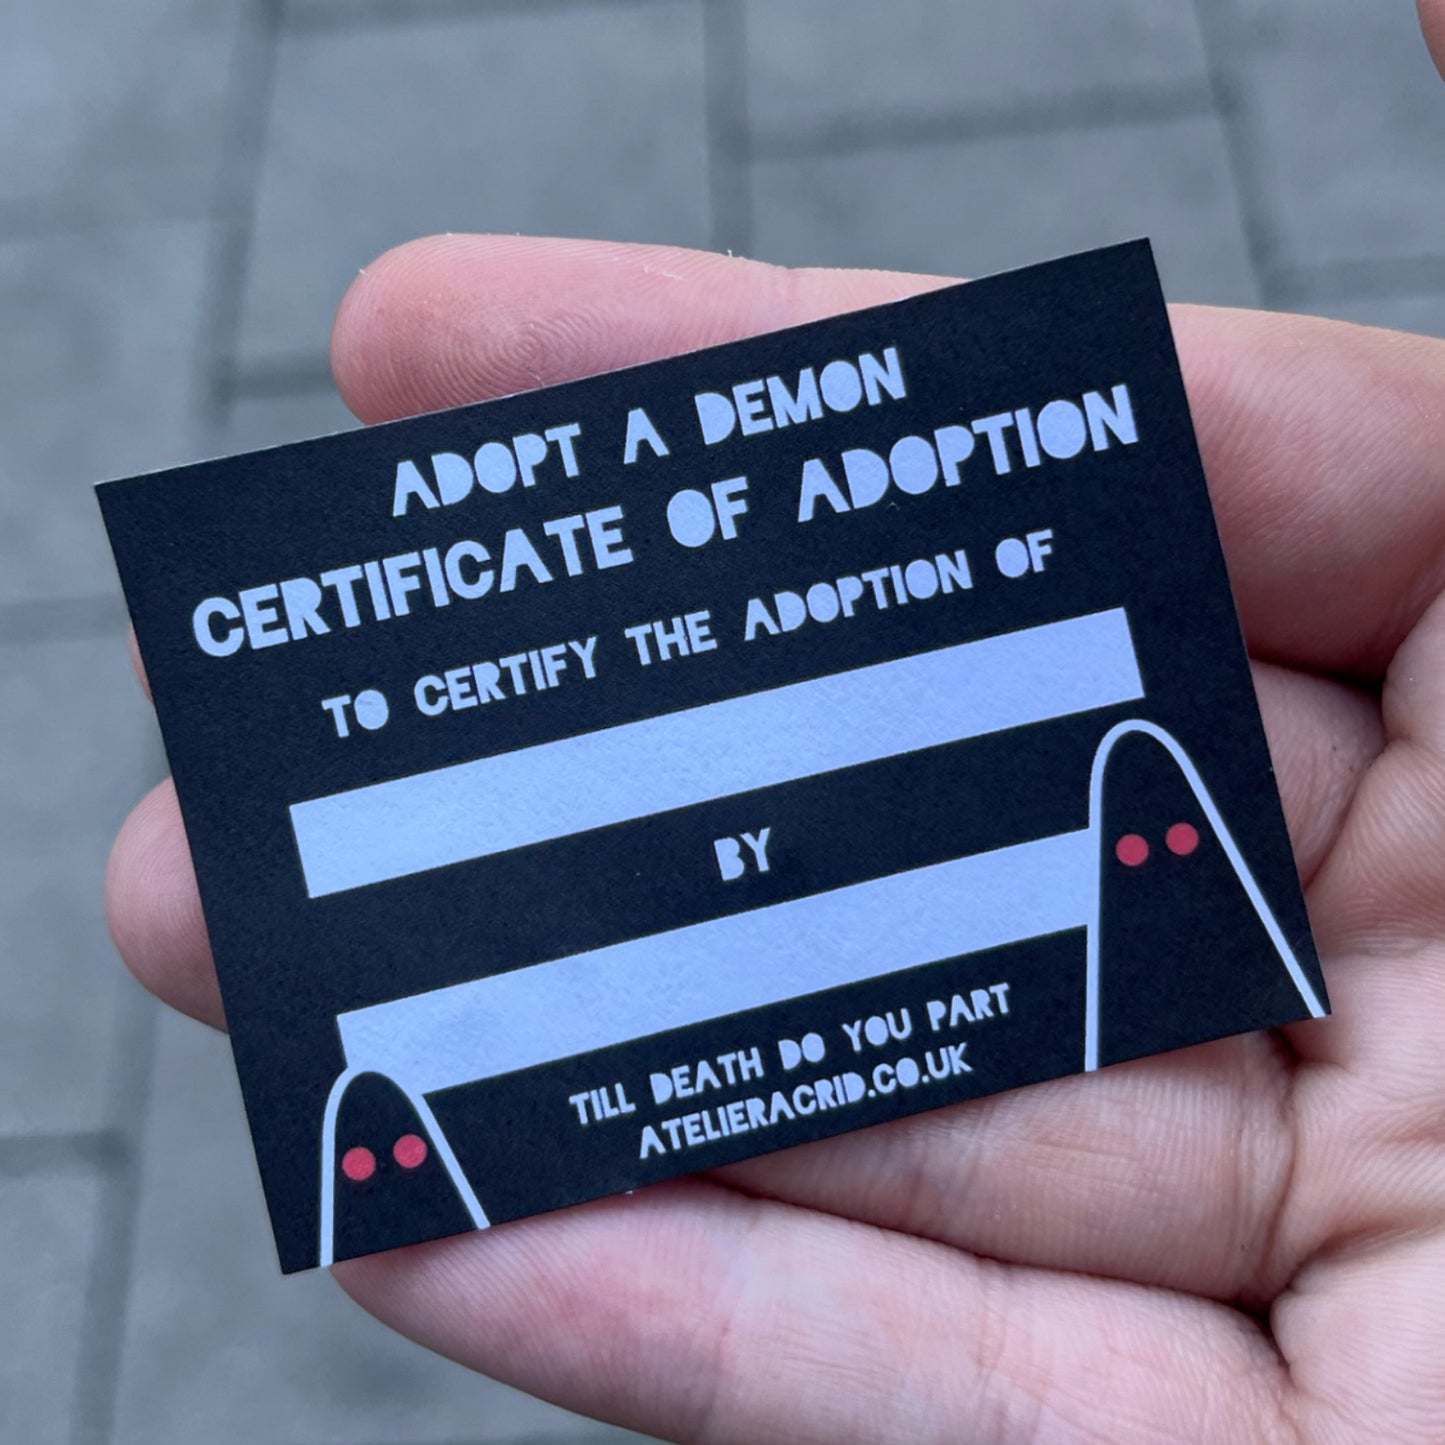 ADOPT A DEMON
CERTIFICATE OF ADOPTION
TO CERTIFY THE ADOPTION OF
BY
TILL DEATH DO YOU PART
ATELIERACRID.CO.UK